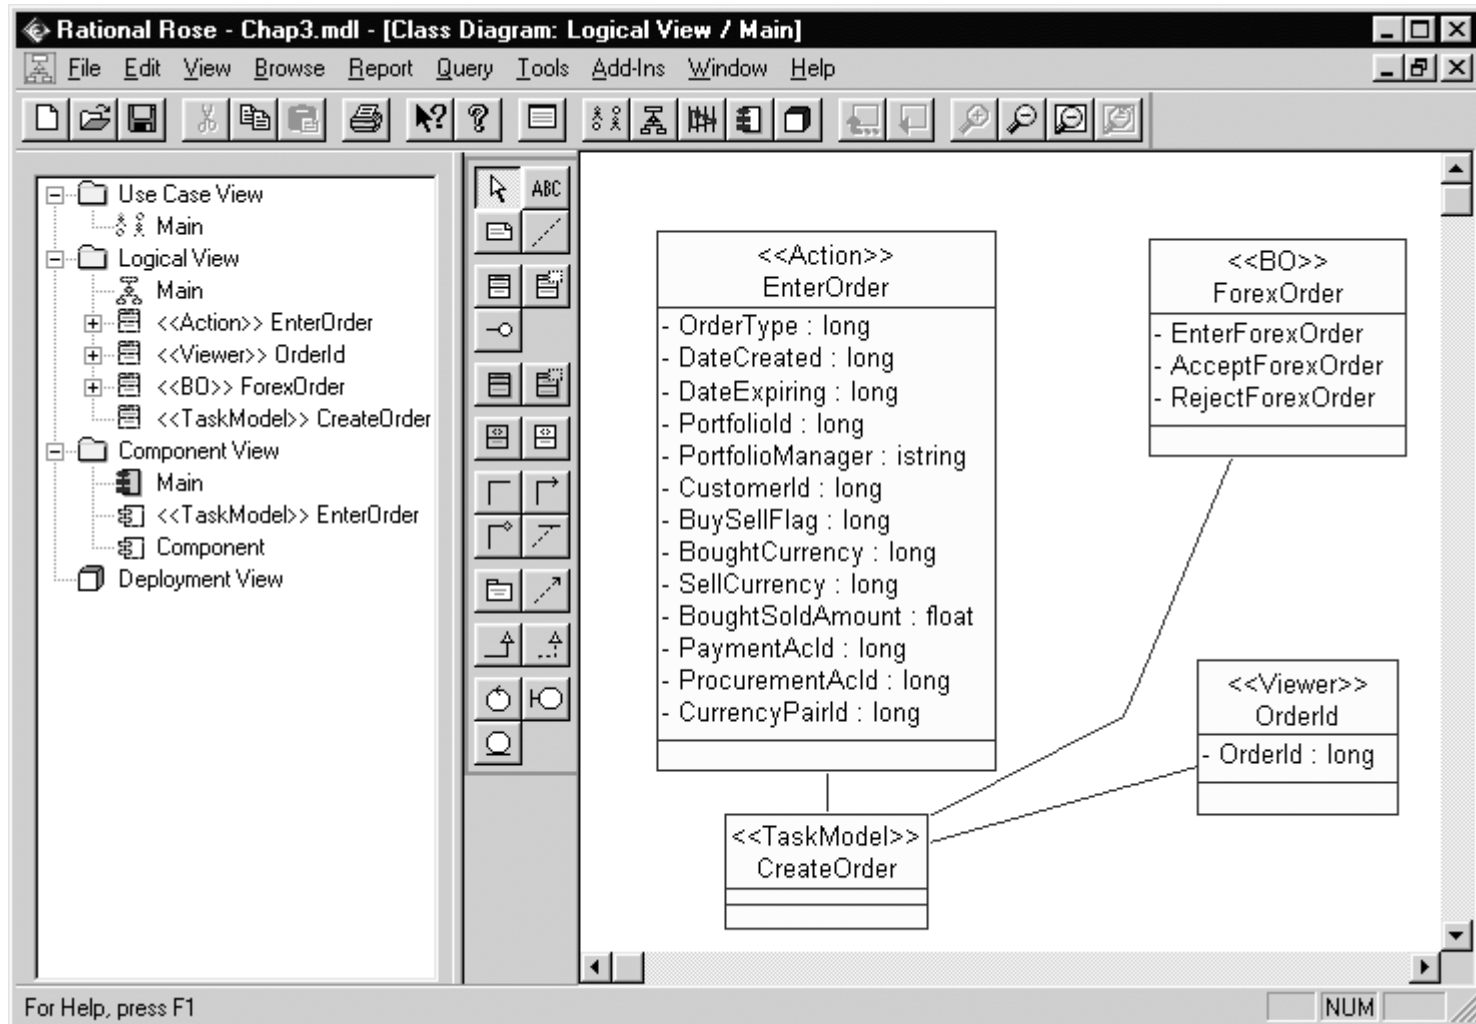 Rational Rose - Chap3.mdl - [Class Diagram: Logical View / Main]
File Edit View Browse Report Query Tools Add-Ins Window Help
Use Case View
Main
Logical View
Main
<<Action>> EnterOrder
<<Viewer>> OrderId
<<BO>> ForexOrder
<<TaskModel>> CreateOrder
Component View
Main
<<TaskModel>> EnterOrder
Component
Deployment View
ABC
<<Action>>
EnterOrder
- OrderType : long
- DateCreated : long
- DateExpiring : long
- PortfolioId : long
- PortfolioManager : istring
- CustomerId : long
- BuySellFlag : long
- BoughtCurrency : long
- SellCurrency : long
- BoughtSoldAmount : float
- PaymentAcId : long
- ProcurementAcId : long
- CurrencyPairId : long
<<BO>>
ForexOrder
- EnterForexOrder
- AcceptForexOrder
- RejectForexOrder
<<Viewer>>
OrderId
- OrderId : long
<<TaskModel>>
CreateOrder
For Help, press F1
NUM